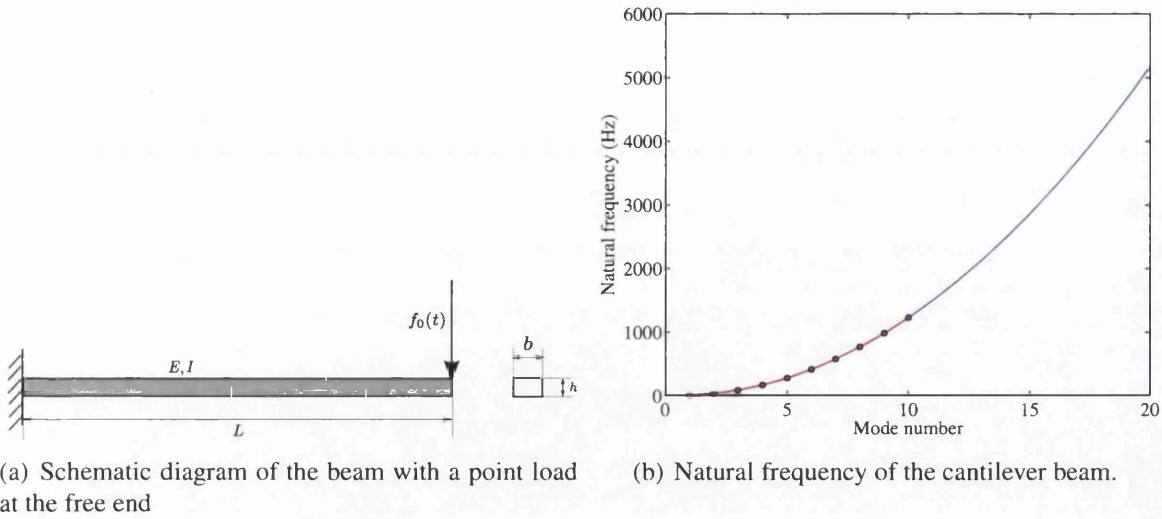 f₀(t)
b
h
E, I
L
(a) Schematic diagram of the beam with a point load
at the free end
6000
5000
4000
3000
2000
1000
0
Natural frequency (Hz)
0
5
10
15
20
Mode number
(b) Natural frequency of the cantilever beam.